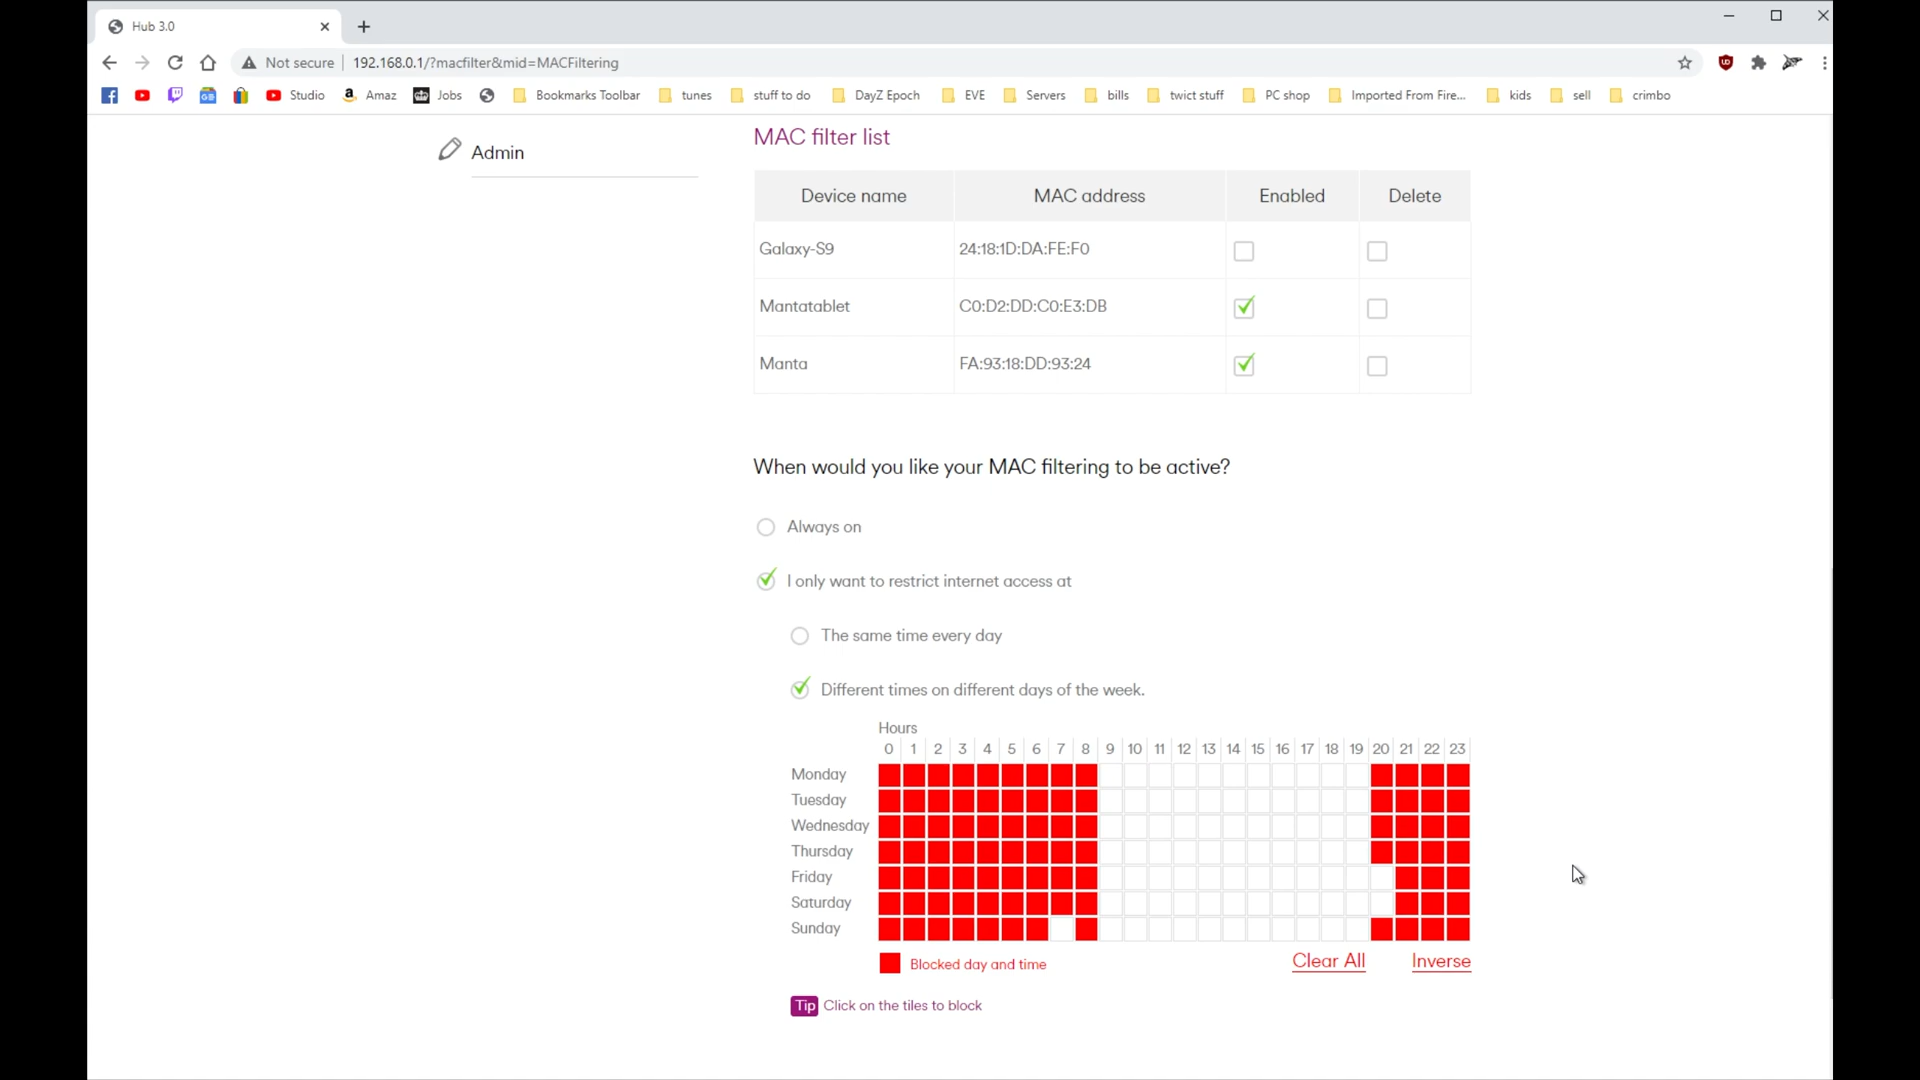 Hub 3.0
Not secure 192.168.0.1/?macfilter&mid=MACFiltering
Studio Amaz Jobs Bookmarks Toolbar tunes stuff to do DayZ Epoch EVE Servers bills twict stuff PC shop Imported From Fire... kids sell crimbo
Admin
MAC filter list
Device name MAC address Enabled Delete
Galaxy-S9 24:18:1D:DA:FE:F0
Mantatablet C0:D2:DD:C0:E3:DB
Manta FA:93:18:DD:93:24
When would you like your MAC filtering to be active?
Always on
I only want to restrict internet access at
The same time every day
Different times on different days of the week.
Hours
0 1 2 3 4 5 6 7 8 9 10 11 12 13 14 15 16 17 18 19 20 21 22 23
Monday
Tuesday
Wednesday
Thursday
Friday
Saturday
Sunday
Blocked day and time Clear All Inverse
Tip Click on the tiles to block